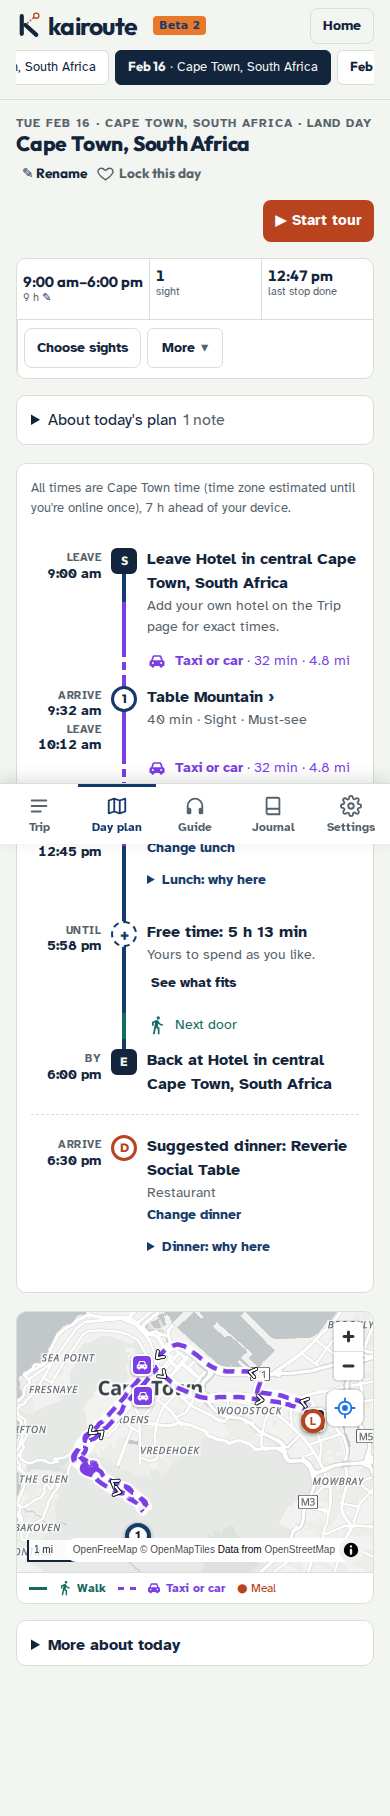 kairoute Beta 2 Home
, South Africa Feb 16 · Cape Town, South Africa Feb
TUE FEB 16 · CAPE TOWN, SOUTH AFRICA · LAND DAY
Cape Town, South Africa
✎ Rename Lock this day
▶ Start tour
9:00 am–6:00 pm 1 12:47 pm
9 h ✎ sight last stop done
Choose sights More ▼
▶ About today's plan 1 note
All times are Cape Town time (time zone estimated until
you're online once), 7 h ahead of your device.
LEAVE
9:00 am
S
Leave Hotel in central Cape
Town, South Africa
Add your own hotel on the Trip
page for exact times.
Taxi or car · 32 min · 4.8 mi
ARRIVE
9:32 am
LEAVE
10:12 am
1
Table Mountain ›
40 min · Sight · Must-see
Taxi or car · 32 min · 4.8 mi
Trip Day plan Guide Journal Settings
12:45 pm
Change lunch
▶ Lunch: why here
UNTIL
5:58 pm
+
Free time: 5 h 13 min
Yours to spend as you like.
See what fits
Next door
BY
6:00 pm
E
Back at Hotel in central
Cape Town, South Africa
ARRIVE
6:30 pm
D
Suggested dinner: Reverie
Social Table
Restaurant
Change dinner
▶ Dinner: why here
SEA POINT
FRESNAYE
Town
1
WOODSTOCK
L
M5
VREDEHOEK
THE GLEN
MOWBRAY
M3
1
1 mi
OpenFreeMap © OpenMapTiles Data from OpenStreetMap
Walk Taxi or car Meal
▶ More about today